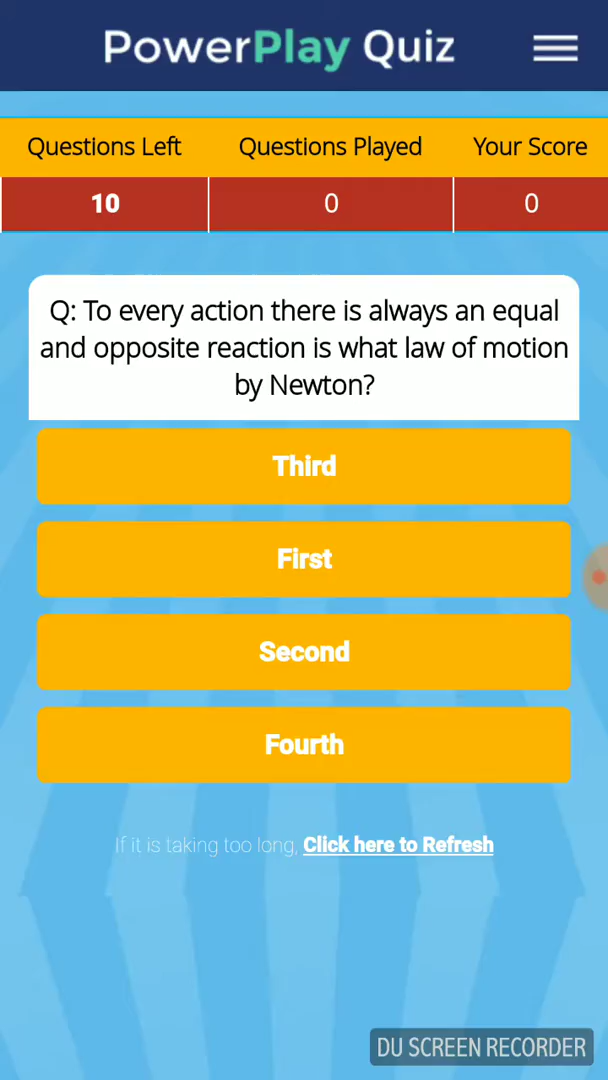 PowerPlay Quiz
Questions Left Questions Played Your Score
10 0 0
Q: To every action there is always an equal
and opposite reaction is what law of motion
by Newton?
Third
First
Second
Fourth
If it is taking too long, Click here to Refresh
DU SCREEN RECORDER